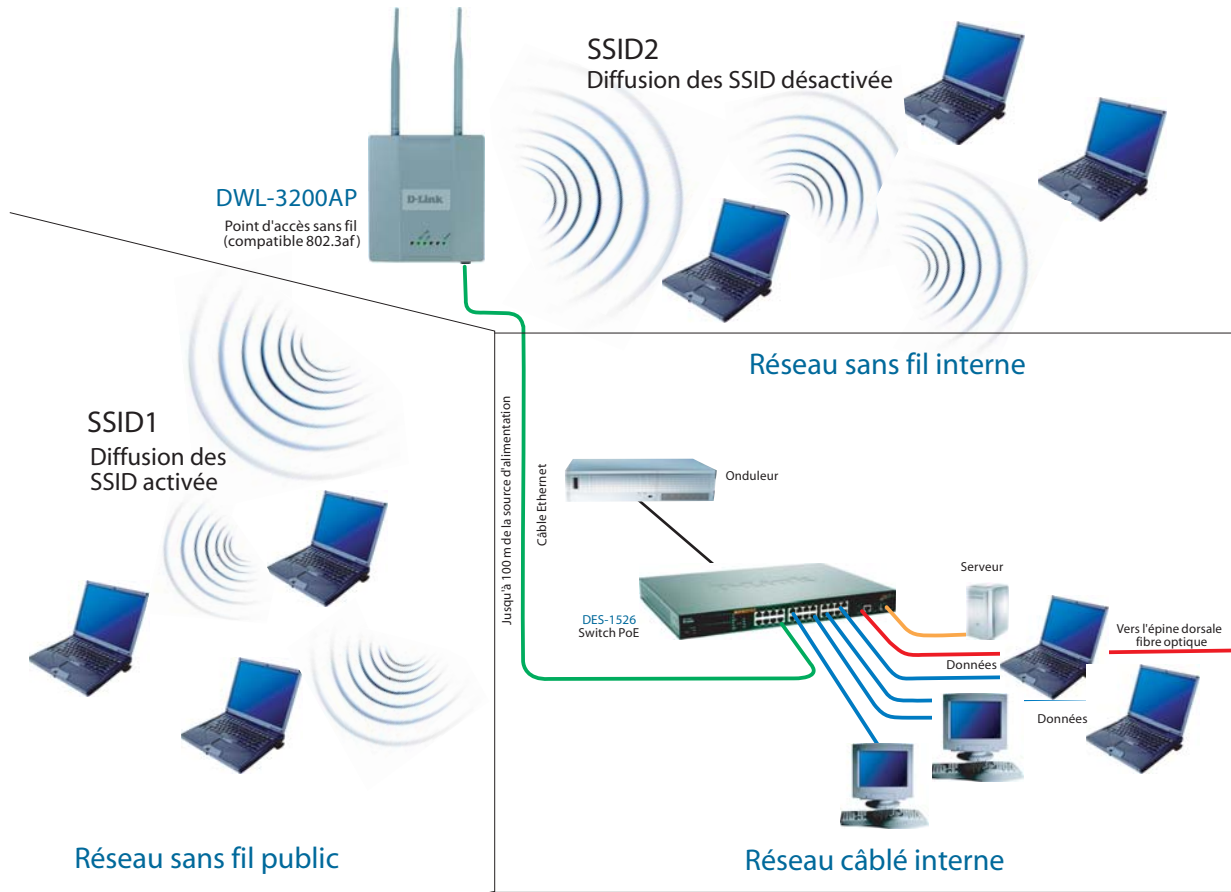 SSID2
Diffusion des SSID désactivée
DWL-3200AP
Point d'accès sans fil
(compatible 802.3af)
D-Link
Réseau sans fil interne
SSID1
Diffusion des
SSID activée
Jusqu'à 100 m de la source d'alimentation
Câble Ethernet
Onduleur
D-Link
DES-1526
Switch PoE
Serveur
Vers l'épine dorsale
fibre optique
Données
Données
Réseau sans fil public
Réseau câblé interne